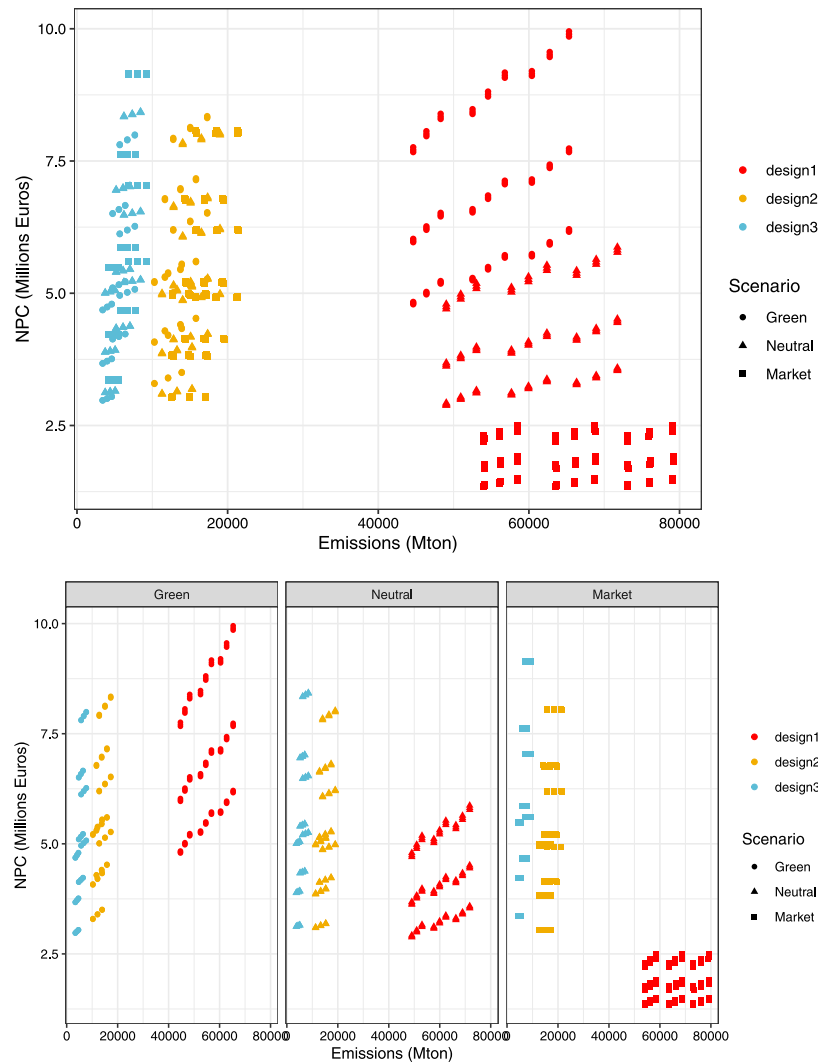 10.0
7.5
5.0
2.5
NPC (Millions Euros)
0 20000 40000 60000 80000
Emissions (Mton)
design1
design2
design3
Scenario
Green
Neutral
Market
Green Neutral Market
10.0
7.5
5.0
2.5
NPC (Millions Euros)
0 20000 40000 60000 80000 0 20000 40000 60000 80000 0 20000 40000 60000 80000
Emissions (Mton)
design1
design2
design3
Scenario
Green
Neutral
Market